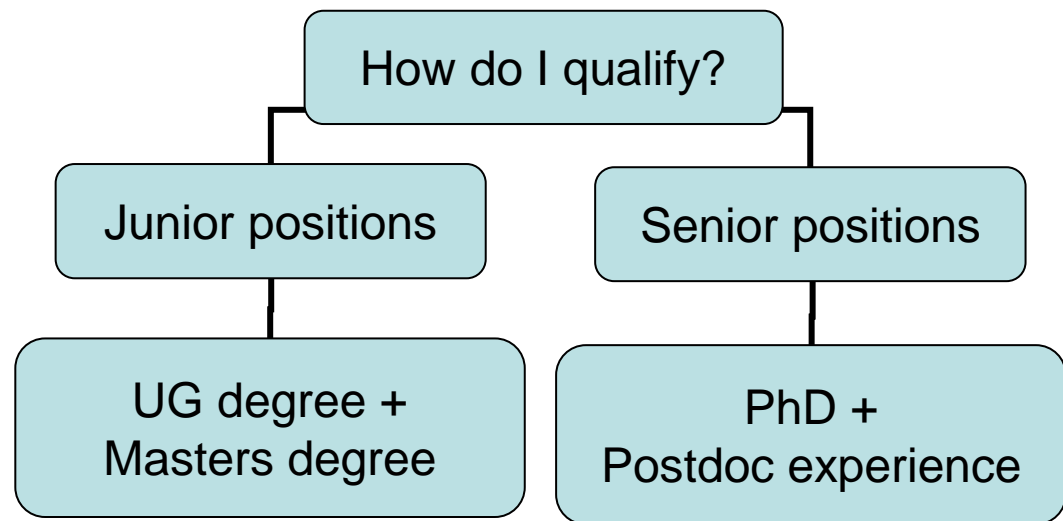 How do I qualify?
Junior positions
Senior positions
UG degree +
Masters degree
PhD +
Postdoc experience